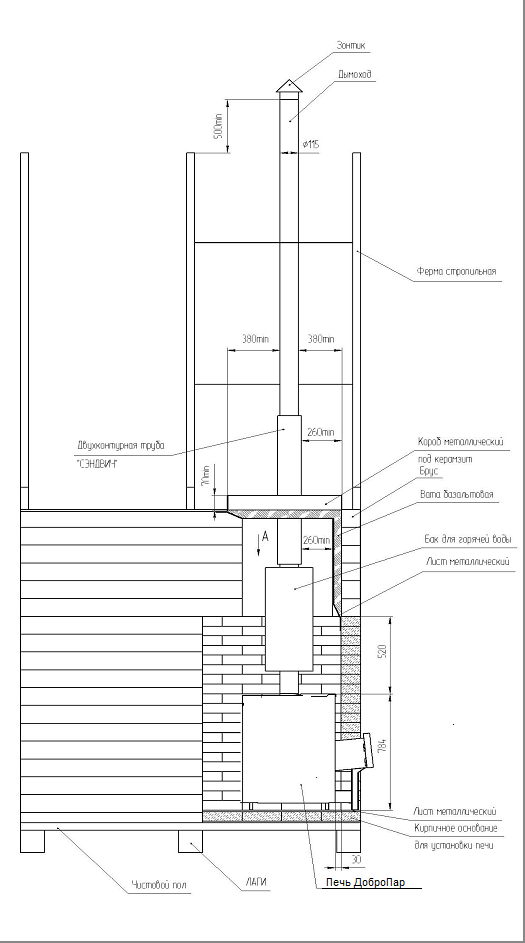 Зонтик
Дымоход
500min
ø115
Ферма стропильная
380min
380min
260min
Двухконтурная труба
"СЭНДВИЧ"
70min
Короб металлический
под керамзит
Брус
Вата базальтовая
А
260min
Бак для горячей воды
Лист металлический
520
784
Лист металлический
Кирпичное основание
для установки печи
30
Чистовой пол
ЛАГИ
Печь ДоброПар